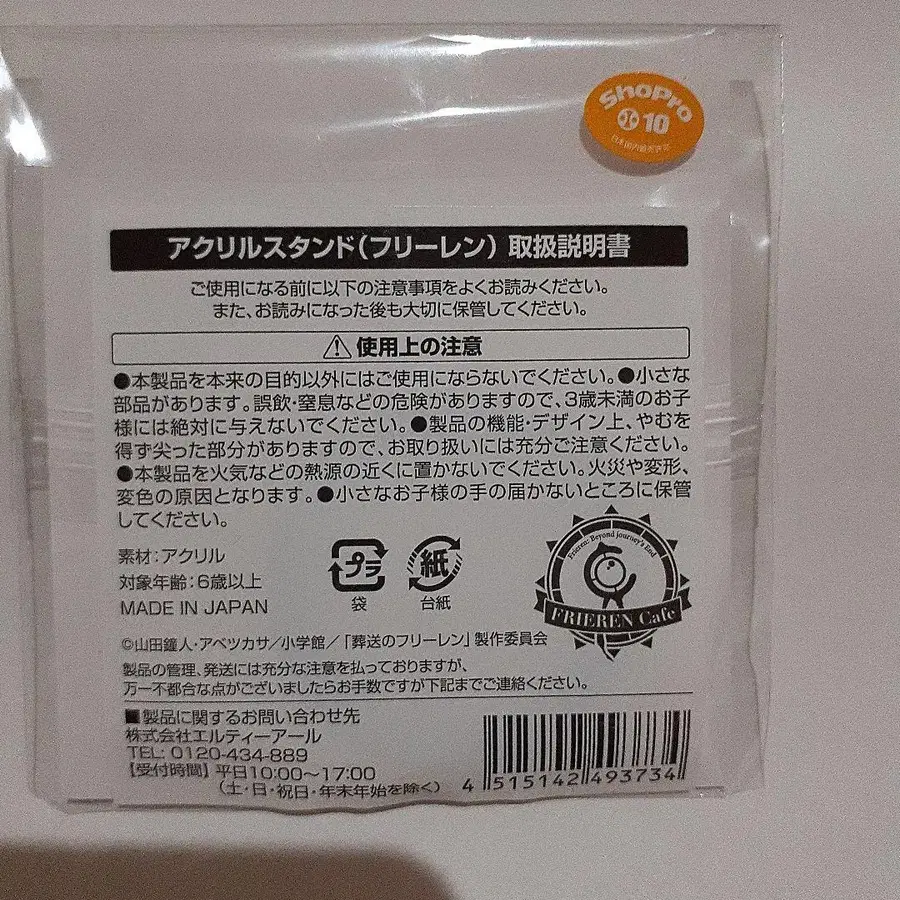 ShoPro
10
日本国内販売許諾
アクリルスタンド(フリーレン) 取扱説明書
ご使用になる前に以下の注意事項をよくお読みください。
また、お読みになった後も大切に保管してください。
使用上の注意
●本製品を本来の目的以外にはご使用にならないでください。●小さな
部品があります。誤飲・窒息などの危険がありますので、3歳未満のお子
様には絶対に与えないでください。●製品の機能・デザイン上、やむを
得ず尖った部分がありますので、お取り扱いには充分ご注意ください。
●本製品を火気などの熱源の近くに置かないでください。火災や変形、
変色の原因となります。●小さなお子様の手の届かないところに保管
してください。
素材:アクリル
対象年齢:6歳以上
MADE IN JAPAN
プラ
袋
紙
台紙
Frieren: Beyond Journey's End
FRIEREN Cafe
©山田鐘人・アベツカサ/小学館/「葬送のフリーレン」製作委員会
製品の管理、発送には充分な注意を払っておりますが、
万一不都合な点がございましたらお手数ですが下記までご連絡ください。
■製品に関するお問い合わせ先
株式会社エルティーアール
TEL: 0120-434-889
【受付時間】平日10:00〜17:00
(土・日・祝日・年末年始を除く)
4 515142 493734